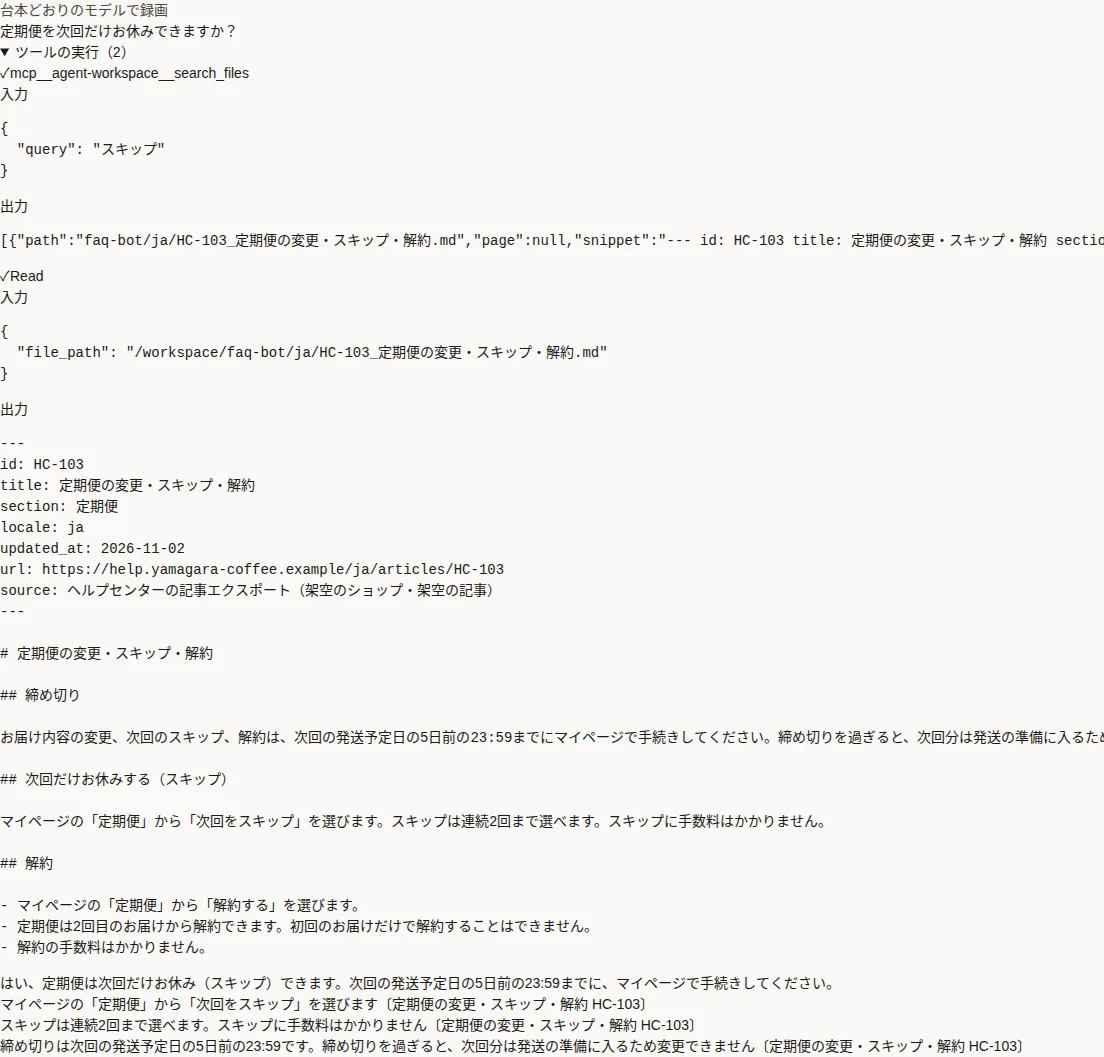 台本どおりのモデルで録画
定期便を次回だけお休みできますか？
▼ ツールの実行（2）
✓mcp__agent-workspace__search_files
入力
{
  "query": "スキップ"
}
出力
[{"path":"faq-bot/ja/HC-103_定期便の変更・スキップ・解約.md","page":null,"snippet":"--- id: HC-103 title: 定期便の変更・スキップ・解約 sectio
✓Read
入力
{
  "file_path": "/workspace/faq-bot/ja/HC-103_定期便の変更・スキップ・解約.md"
}
出力
---
id: HC-103
title: 定期便の変更・スキップ・解約
section: 定期便
locale: ja
updated_at: 2026-11-02
url: https://help.yamagara-coffee.example/ja/articles/HC-103
source: ヘルプセンターの記事エクスポート（架空のショップ・架空の記事）
---
# 定期便の変更・スキップ・解約
## 締め切り
お届け内容の変更、次回のスキップ、解約は、次回の発送予定日の5日前の23:59までにマイページで手続きしてください。締め切りを過ぎると、次回分は発送の準備に入るため
## 次回だけお休みする（スキップ）
マイページの「定期便」から「次回をスキップ」を選びます。スキップは連続2回まで選べます。スキップに手数料はかかりません。
## 解約
- マイページの「定期便」から「解約する」を選びます。
- 定期便は2回目のお届けから解約できます。初回のお届けだけで解約することはできません。
- 解約の手数料はかかりません。
はい、定期便は次回だけお休み（スキップ）できます。次回の発送予定日の5日前の23:59までに、マイページで手続きしてください。
マイページの「定期便」から「次回をスキップ」を選びます〔定期便の変更・スキップ・解約 HC-103〕
スキップは連続2回まで選べます。スキップに手数料はかかりません〔定期便の変更・スキップ・解約 HC-103〕
締め切りは次回の発送予定日の5日前の23:59です。締め切りを過ぎると、次回分は発送の準備に入るため変更できません〔定期便の変更・スキップ・解約 HC-103〕